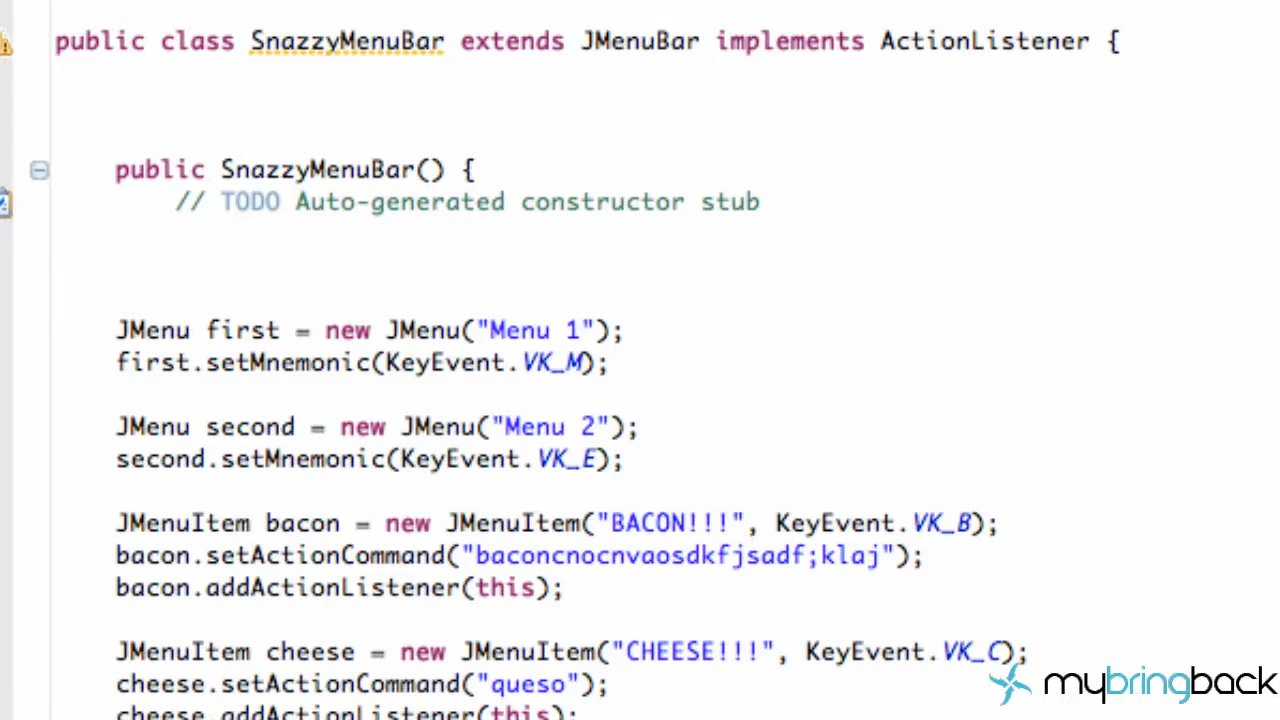 public class SnazzyMenuBar extends JMenuBar implements ActionListener {
public SnazzyMenuBar() {
// TODO Auto-generated constructor stub
JMenu first = new JMenu("Menu 1");
first.setMnemonic(KeyEvent.VK_M);
JMenu second = new JMenu("Menu 2");
second.setMnemonic(KeyEvent.VK_E);
JMenuItem bacon = new JMenuItem("BACON!!!", KeyEvent.VK_B);
bacon.setActionCommand("baconcnocnvaosdkfjsadf;klaj");
bacon.addActionListener(this);
JMenuItem cheese = new JMenuItem("CHEESE!!!", KeyEvent.VK_C);
cheese.setActionCommand("queso");
cheese.addActionListener(this);
mybringback